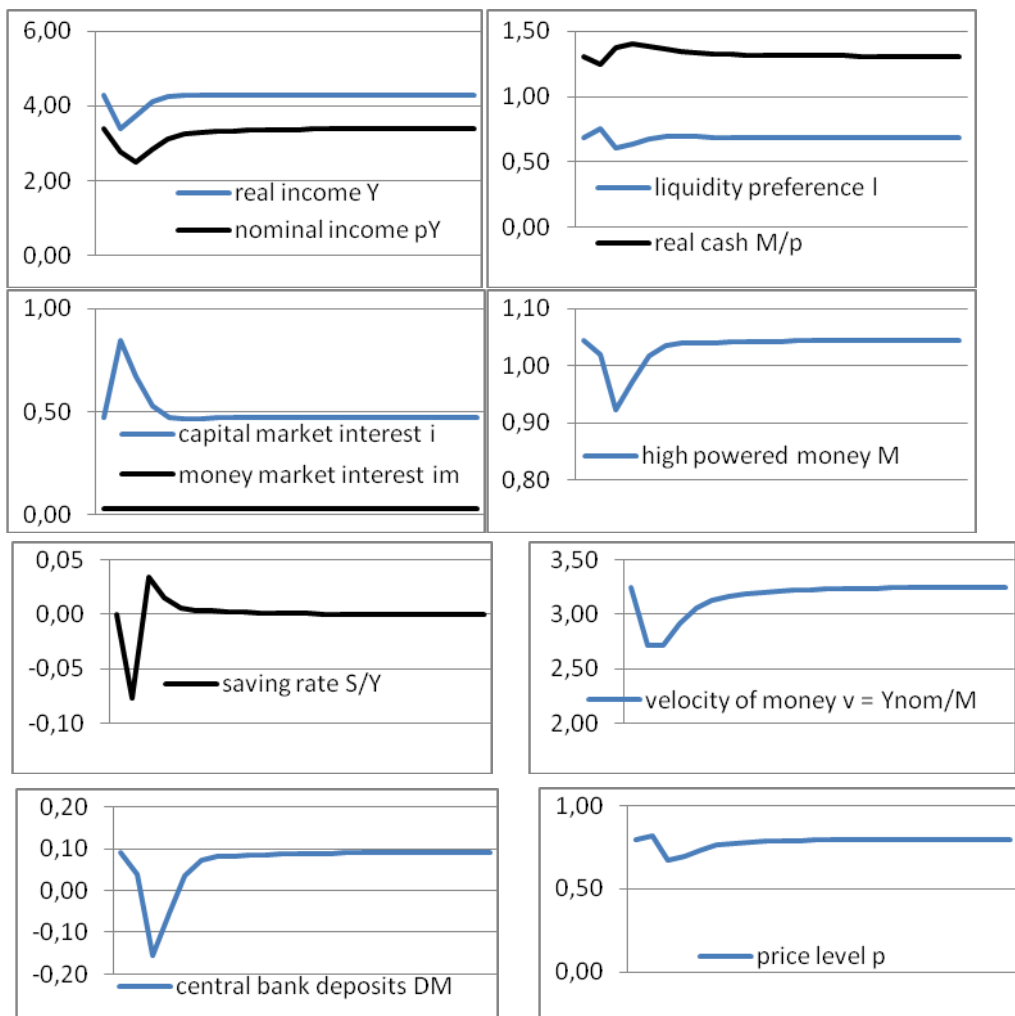 6,00
4,00
2,00
0,00
real income Y
nominal income pY
1,50
1,00
0,50
0,00
liquidity preference l
real cash M/p
1,00
0,50
0,00
capital market interest i
money market interest im
1,10
1,00
0,90
0,80
high powered money M
0,05
0,00
-0,05
-0,10
saving rate S/Y
3,50
3,00
2,50
2,00
velocity of money v = Ynom/M
0,20
0,10
0,00
-0,10
-0,20
central bank deposits DM
1,00
0,50
0,00
price level p